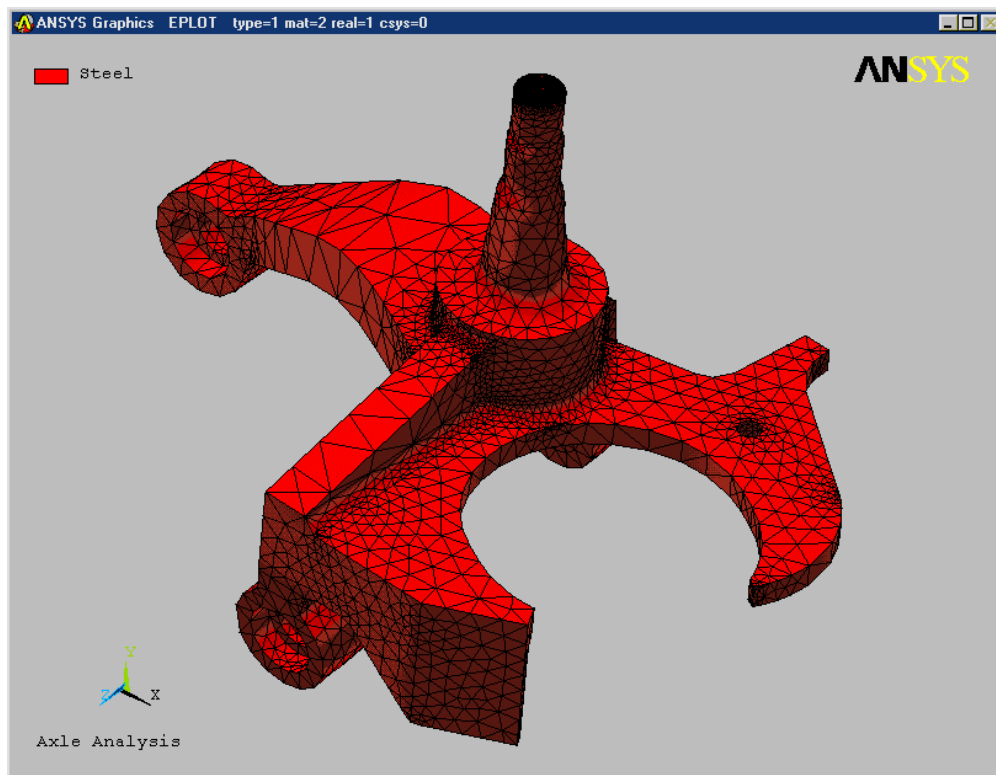 ANSYS Graphics EPLOT type=1 mat=2 real=1 csys=0
Steel
ANSYS
Y
Z
X
Axle Analysis